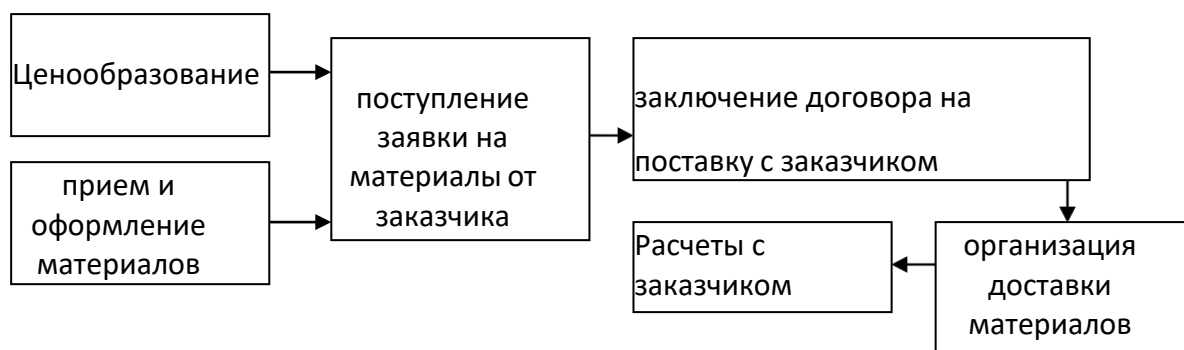 Ценообразование
прием и
оформление
материалов
поступление
заявки на
материалы от
заказчика
заключение договора на
поставку с заказчиком
Расчеты с
заказчиком
организация
доставки
материалов